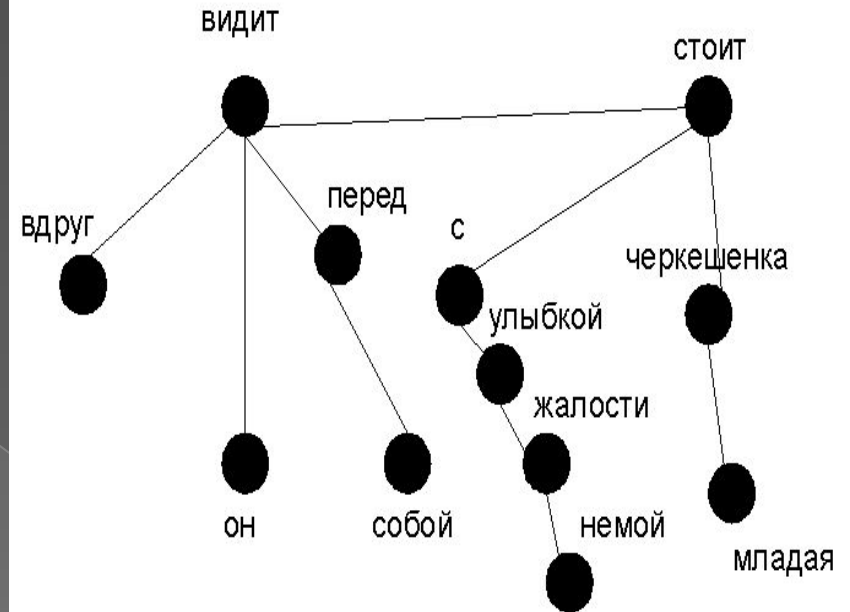 видит
стоит
перед
вдруг
с
черкешенка
улыбкой
жалости
он
собой
немой
младая